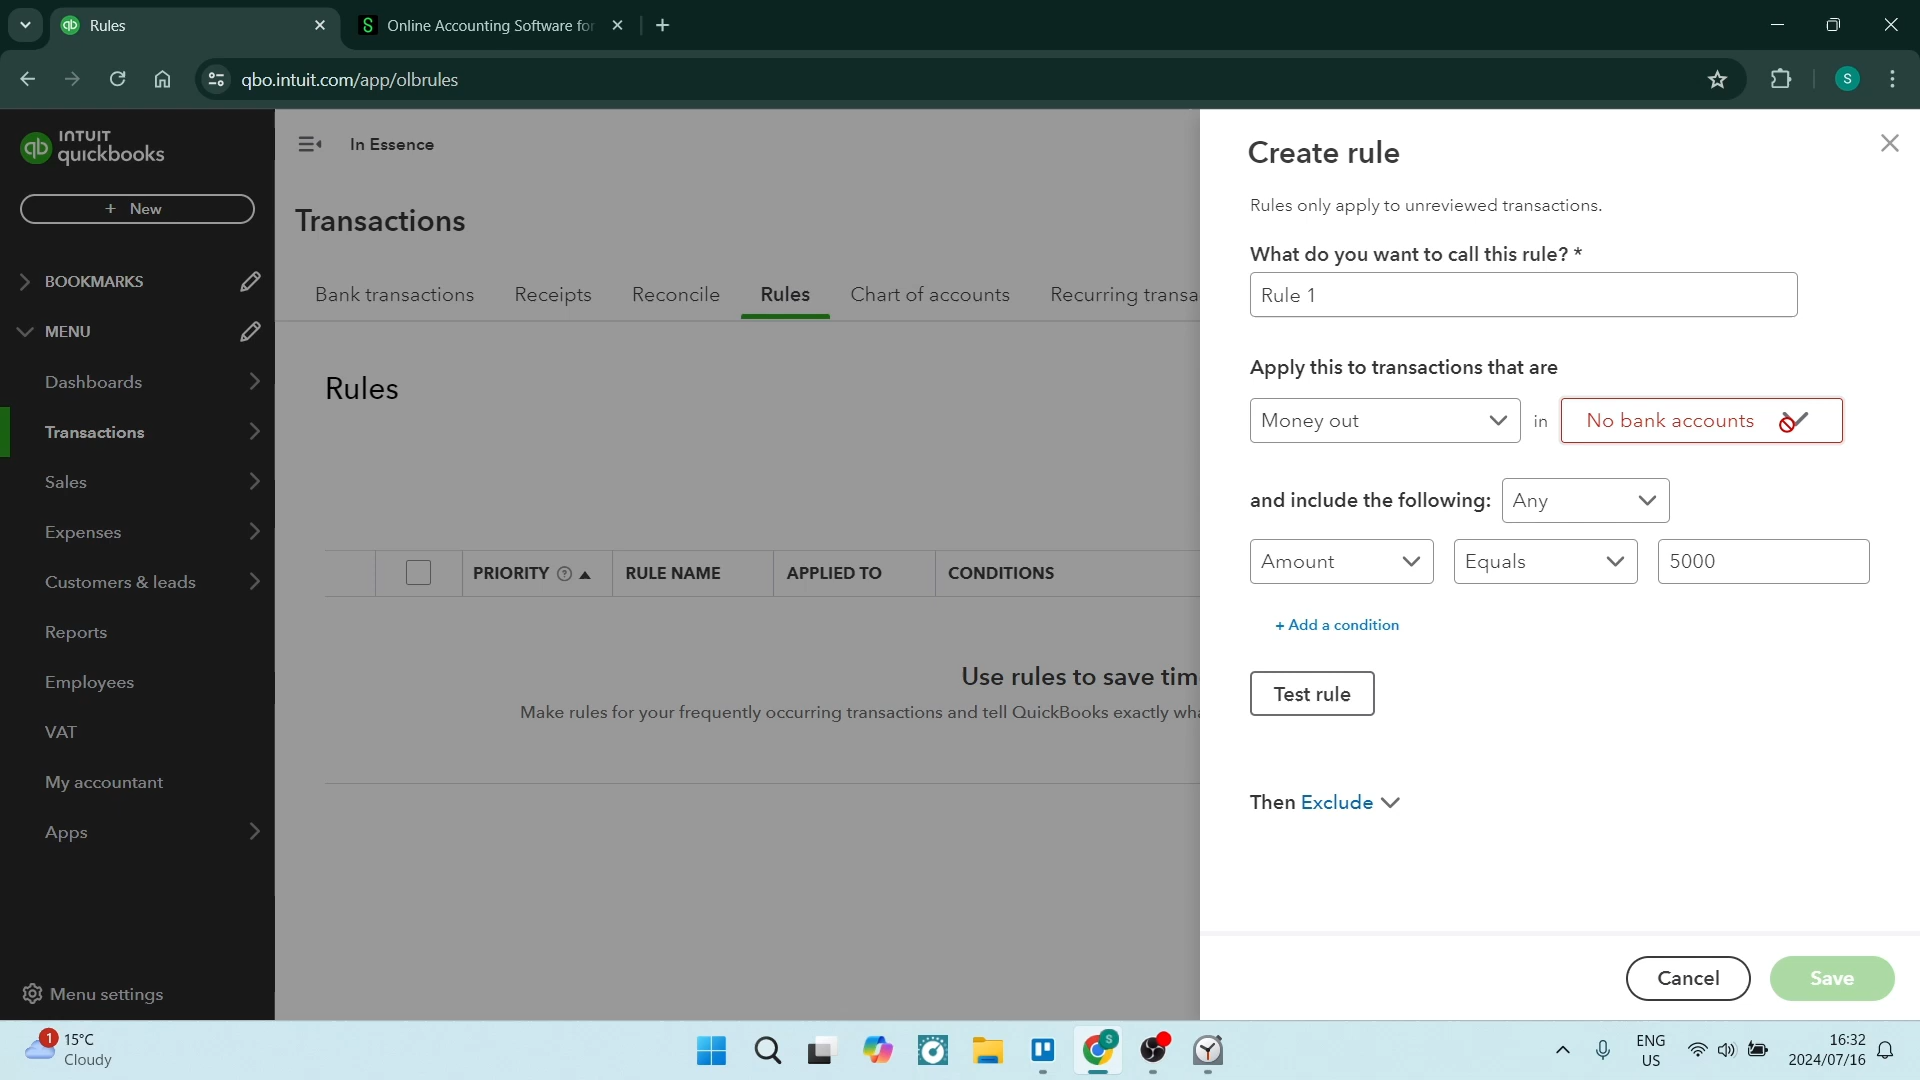 Rules
Online Accounting Software for
qbo.intuit.com/app/olbrules
S
INTUIT
qb quickbooks
+ New
BOOKMARKS
MENU
Dashboards
Transactions
Sales
Expenses
Customers & leads
Reports
Employees
VAT
My accountant
Apps
Menu settings
In Essence
Transactions
Bank transactions Receipts Reconcile Rules Chart of accounts Recurring transa
Rules
PRIORITY ? RULE NAME APPLIED TO CONDITIONS
Use rules to save tim
Make rules for your frequently occurring transactions and tell QuickBooks exactly wh
Create rule
Rules only apply to unreviewed transactions.
What do you want to call this rule? *
Rule 1
Apply this to transactions that are
Money out in No bank accounts
and include the following: Any
Amount Equals 5000
+ Add a condition
Test rule
Then Exclude
Cancel Save
1 15°C
Cloudy
ENG
US
16:32
2024/07/16